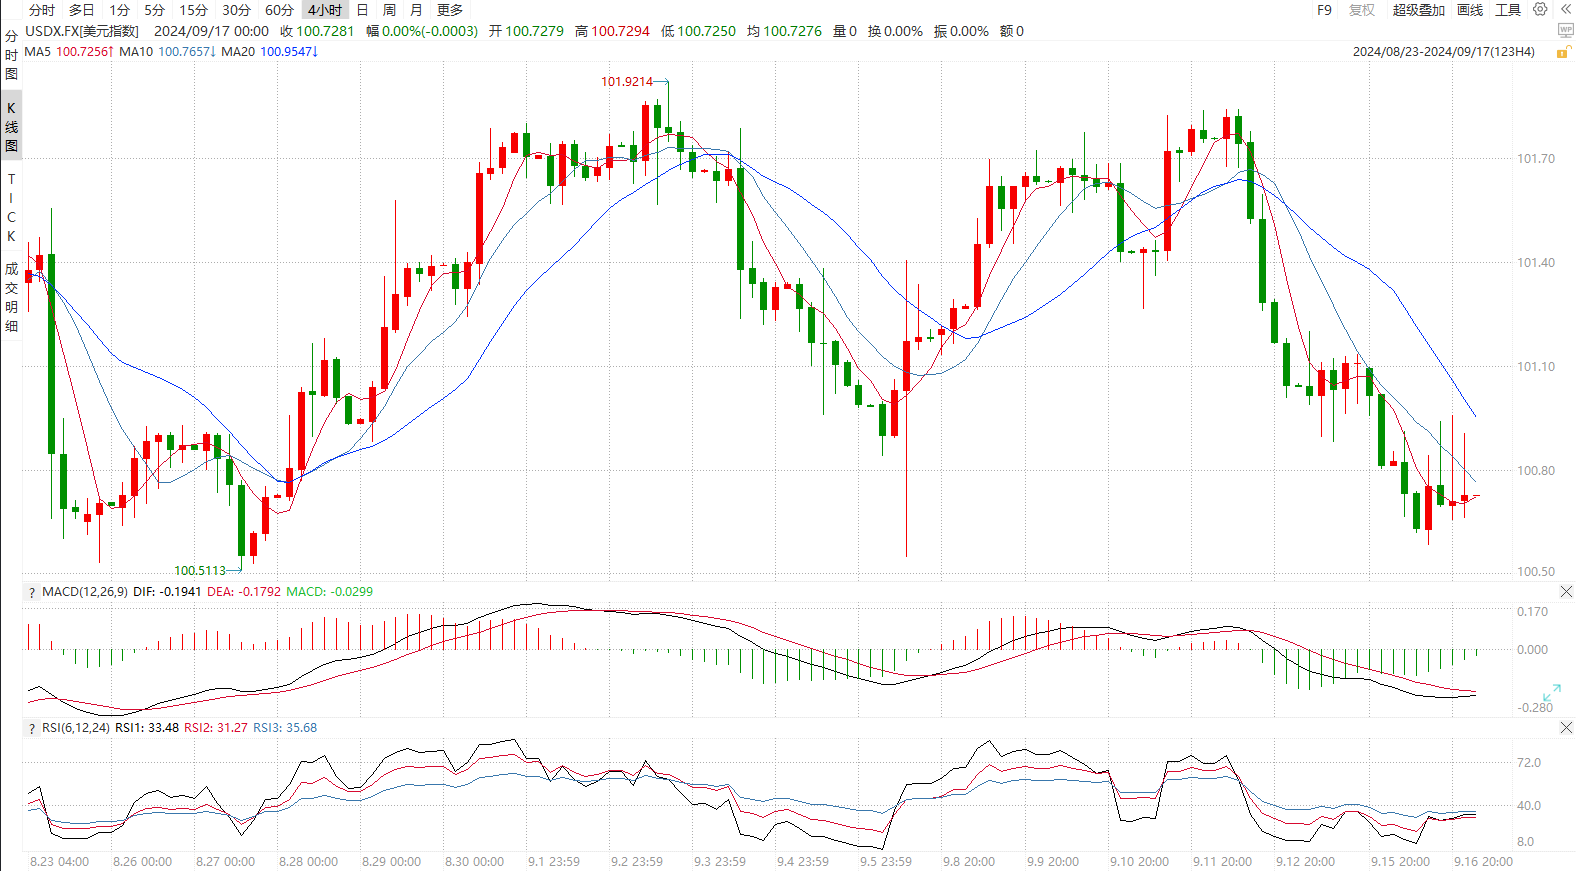 分时 多日 1分 5分 15分 30分 60分 4小时 日 周 月 更多 F9 复权 超级叠加 画线 工具
USDX.FX[美元指数] 2024/09/17 00:00 收 100.7281 幅 0.00%(-0.0003) 开 100.7279 高 100.7294 低 100.7250 均 100.7276 量 0 换 0.00% 振 0.00% 额 0
MA5 100.7256↑ MA10 100.7657↓ MA20 100.9547↓ 2024/08/23-2024/09/17(123H4)
WP
分时图
K线图
TICK
成交明细
101.9214
101.70
101.40
101.10
100.80
100.5113
100.50
? MACD(12,26,9) DIF: -0.1941 DEA: -0.1792 MACD: -0.0299
0.170
0.000
-0.280
? RSI(6,12,24) RSI1: 33.48 RSI2: 31.27 RSI3: 35.68
72.0
40.0
8.0
8.23 04:00 8.26 00:00 8.27 00:00 8.28 00:00 8.29 00:00 8.30 00:00 9.1 23:59 9.2 23:59 9.3 23:59 9.4 23:59 9.5 23:59 9.8 20:00 9.9 20:00 9.10 20:00 9.11 20:00 9.12 20:00 9.15 20:00 9.16 20:00